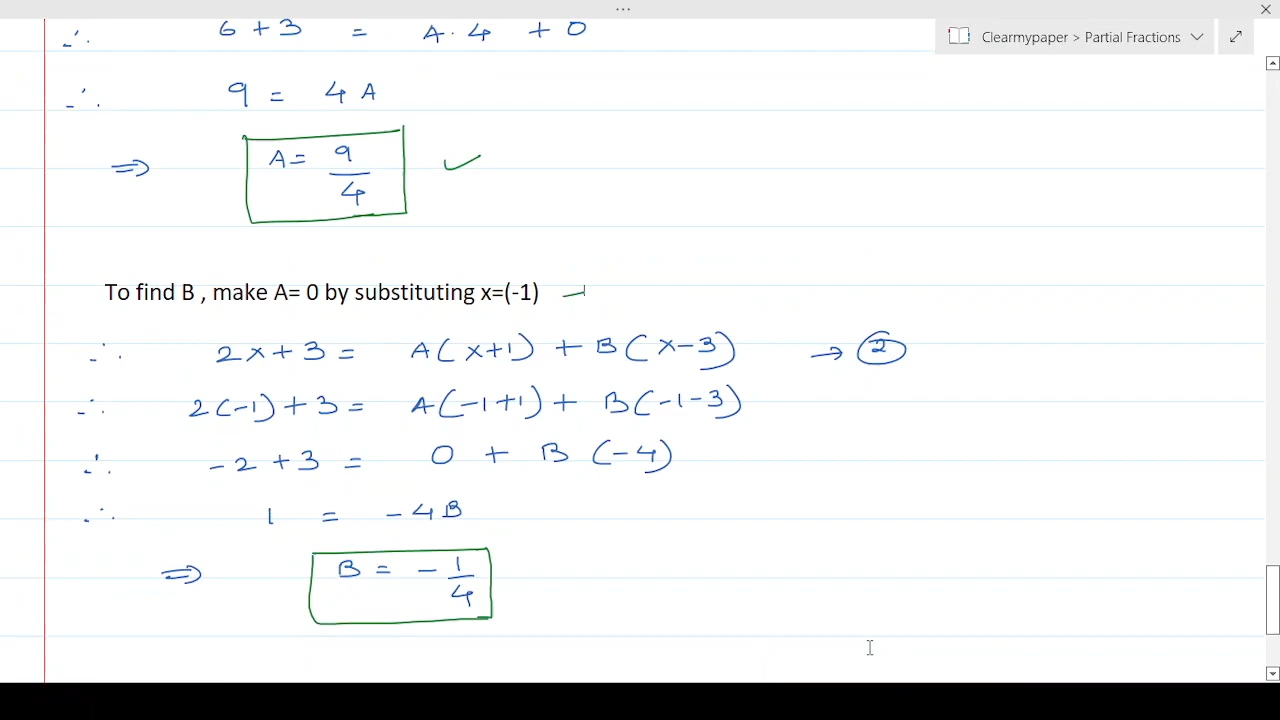 ∴ 6 + 3 = A · 4 + 0
Clearmypaper > Partial Fractions
∴ 9 = 4 A
⇒ A = 9/4 ✓
To find B , make A= 0 by substituting x=(-1)
∴ 2x + 3 = A(x+1) + B(x-3) → ②
∴ 2(-1) + 3 = A(-1+1) + B(-1-3)
∴ -2 + 3 = 0 + B (-4)
∴ 1 = -4B
⇒ B = -1/4